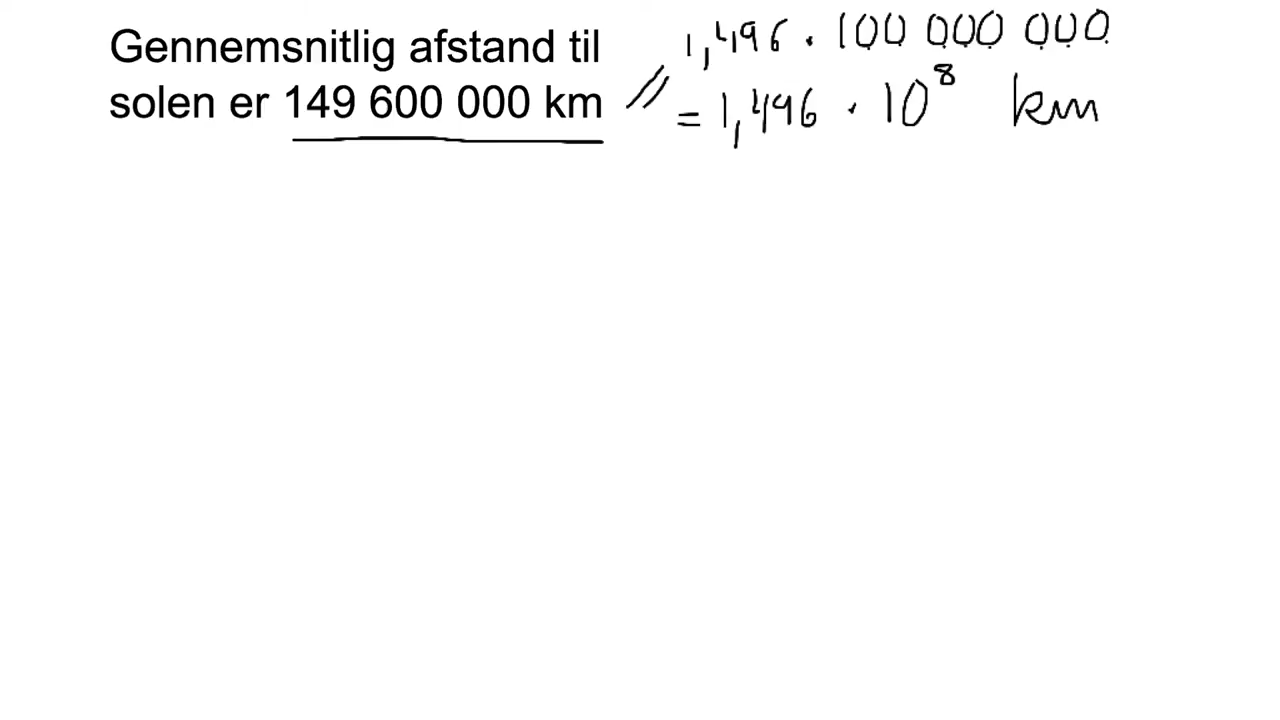 Gennemsnitlig afstand til
solen er 149 600 000 km
1,496 · 100 000 000
= 1,496 · 10⁸ km